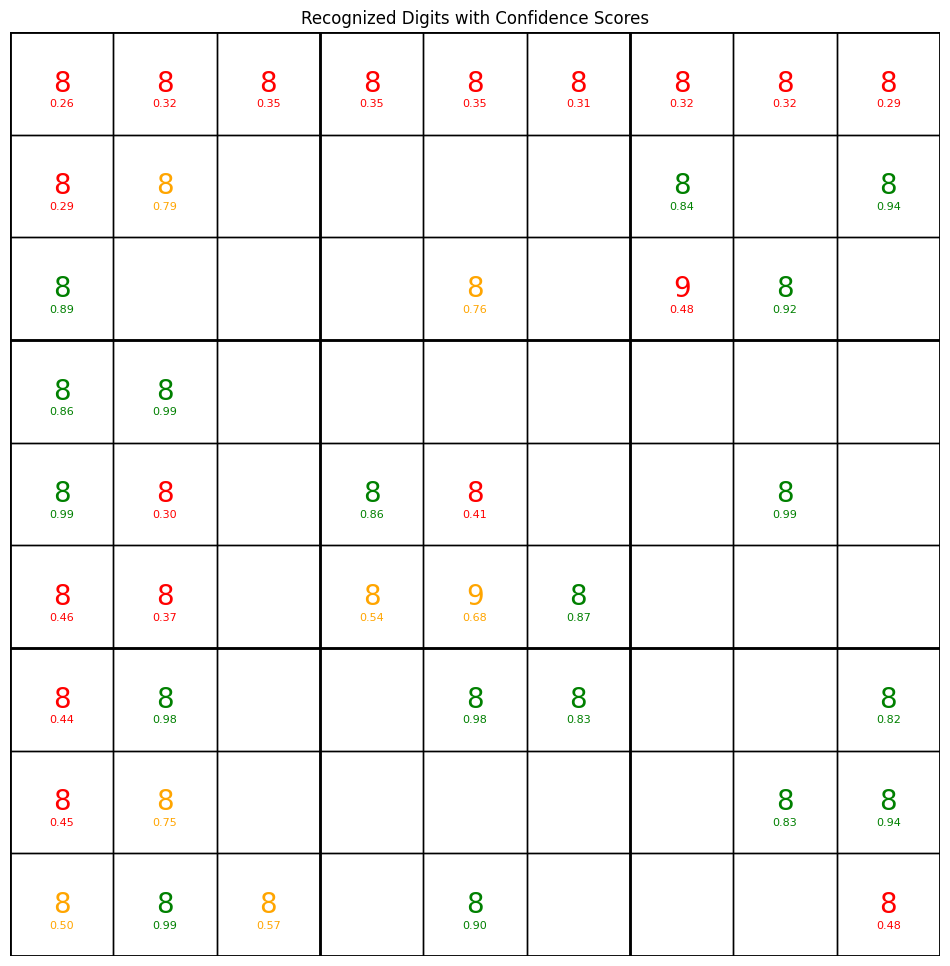 Recognized Digits with Confidence Scores
8 8 8 8 8 8 8 8 8
0.26 0.32 0.35 0.35 0.35 0.31 0.32 0.32 0.29
8 8 8 8
0.29 0.79 0.84 0.94
8 8 9 8
0.89 0.76 0.48 0.92
8 8
0.86 0.99
8 8 8 8 8
0.99 0.30 0.86 0.41 0.99
8 8 8 9 8
0.46 0.37 0.54 0.68 0.87
8 8 8 8 8
0.44 0.98 0.98 0.83 0.82
8 8 8 8
0.45 0.75 0.83 0.94
8 8 8 8 8
0.50 0.99 0.57 0.90 0.48